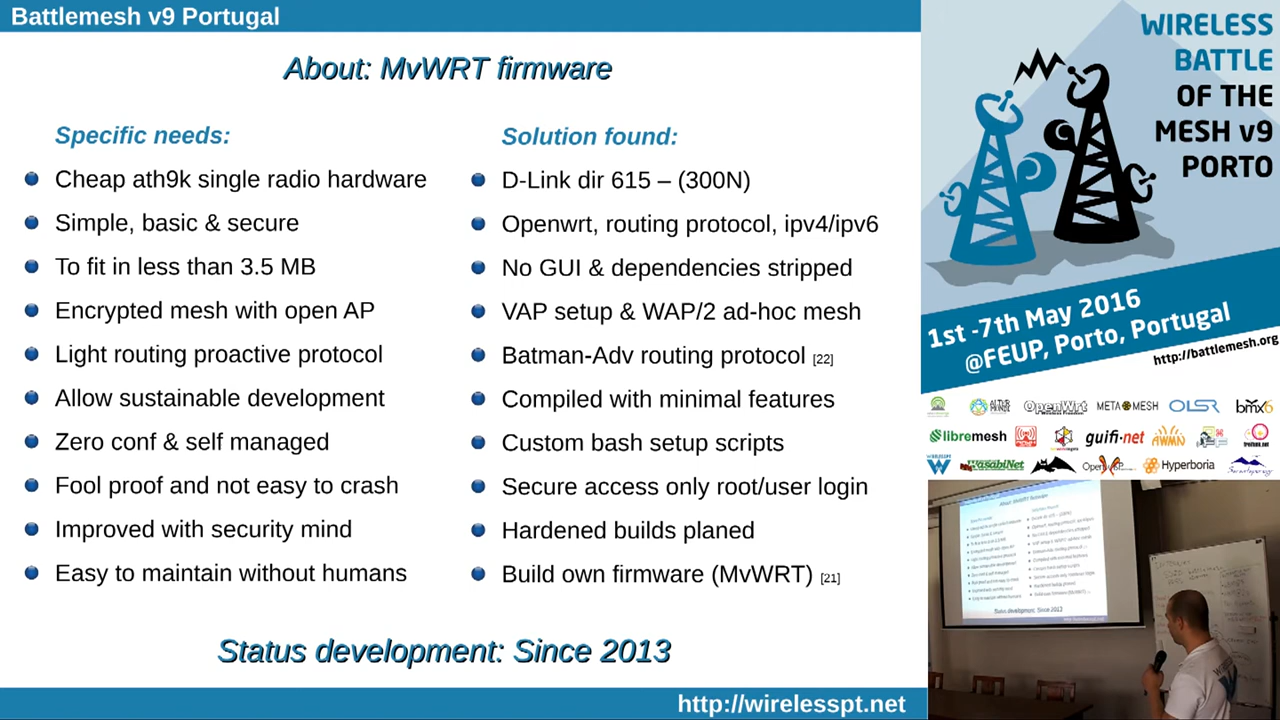 Battlemesh v9 Portugal
About: MvWRT firmware
Specific needs:
Cheap ath9k single radio hardware
Simple, basic & secure
To fit in less than 3.5 MB
Encrypted mesh with open AP
Light routing proactive protocol
Allow sustainable development
Zero conf & self managed
Fool proof and not easy to crash
Improved with security mind
Easy to maintain without humans
Solution found:
D-Link dir 615 – (300N)
Openwrt, routing protocol, ipv4/ipv6
No GUI & dependencies stripped
VAP setup & WAP/2 ad-hoc mesh
Batman-Adv routing protocol [22]
Compiled with minimal features
Custom bash setup scripts
Secure access only root/user login
Hardened builds planed
Build own firmware (MvWRT) [21]
Status development: Since 2013
http://wirelesspt.net
WIRELESS
BATTLE
OF THE
MESH v9
PORTO
1st -7th May 2016
@FEUP, Porto, Portugal
http://battlemesh.org
OpenWrt METAMESH OLSR bmx6
libremesh guifi·net AWMN
WasabiNet Hyperboria
Status development: Since 2013